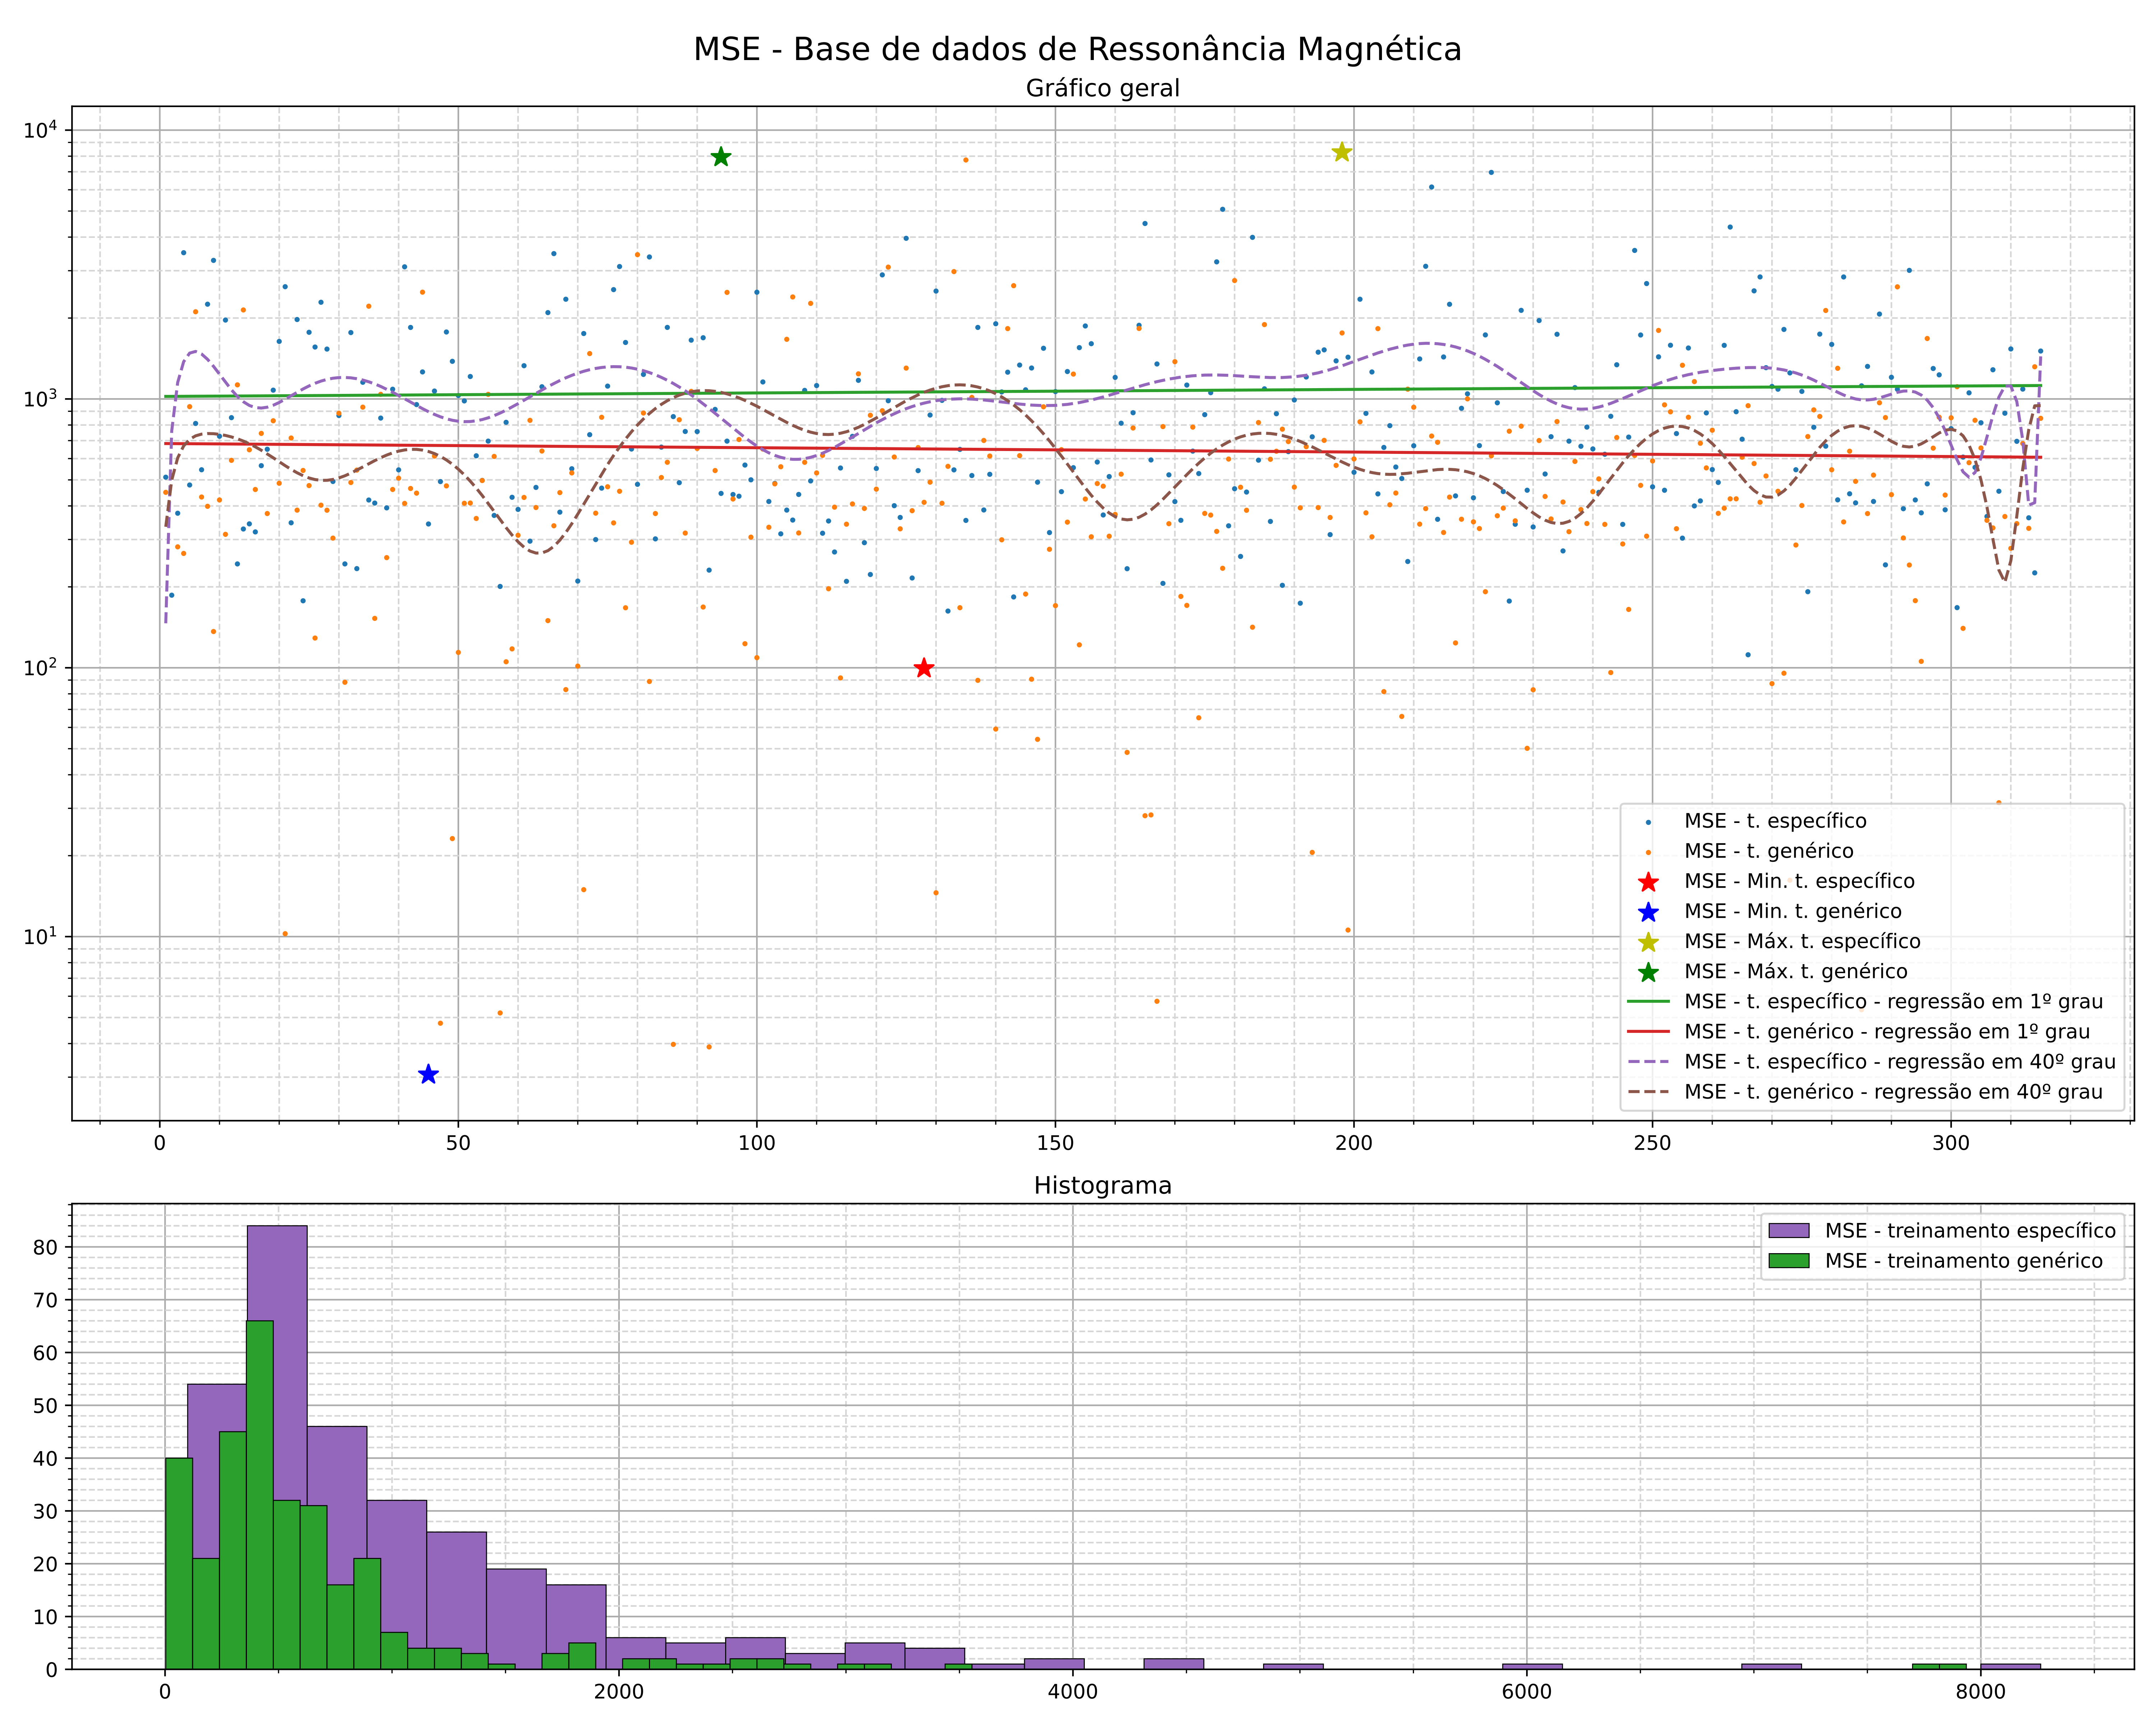 MSE - Base de dados de Ressonância Magnética
Gráfico geral
10⁴
10³
10²
10¹
0 50 100 150 200 250 300
MSE - t. específico
MSE - t. genérico
MSE - Min. t. específico
MSE - Min. t. genérico
MSE - Máx. t. específico
MSE - Máx. t. genérico
MSE - t. específico - regressão em 1º grau
MSE - t. genérico - regressão em 1º grau
MSE - t. específico - regressão em 40º grau
MSE - t. genérico - regressão em 40º grau
Histograma
80
70
60
50
40
30
20
10
0
0 2000 4000 6000 8000
MSE - treinamento específico
MSE - treinamento genérico